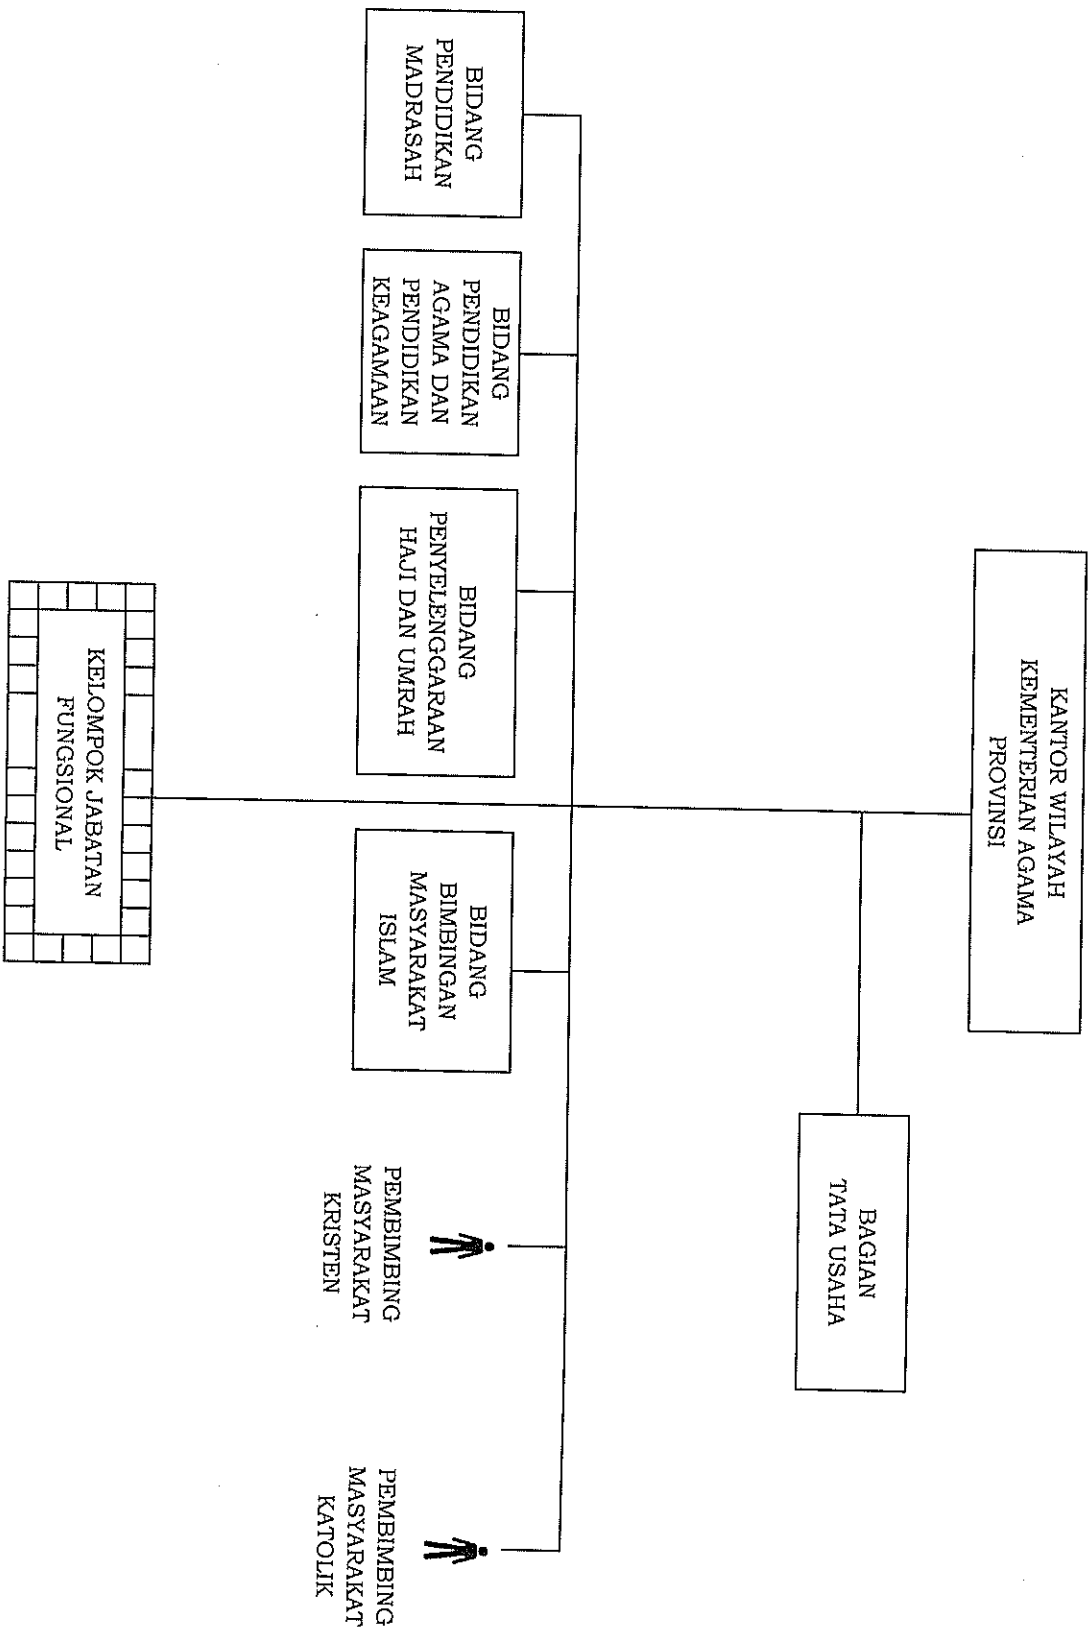 KANTOR WILAYAH
KEMENTERIAN AGAMA
PROVINSI
BAGIAN
TATA USAHA
BIDANG
PENDIDIKAN
MADRASAH
BIDANG
PENDIDIKAN
AGAMA DAN
PENDIDIKAN
KEAGAMAAN
BIDANG
PENYELENGGARAAN
HAJI DAN UMRAH
BIDANG
BIMBINGAN
MASYARAKAT
ISLAM
PEMBIMBING
MASYARAKAT
KRISTEN
PEMBIMBING
MASYARAKAT
KATOLIK
KELOMPOK JABATAN
FUNGSIONAL